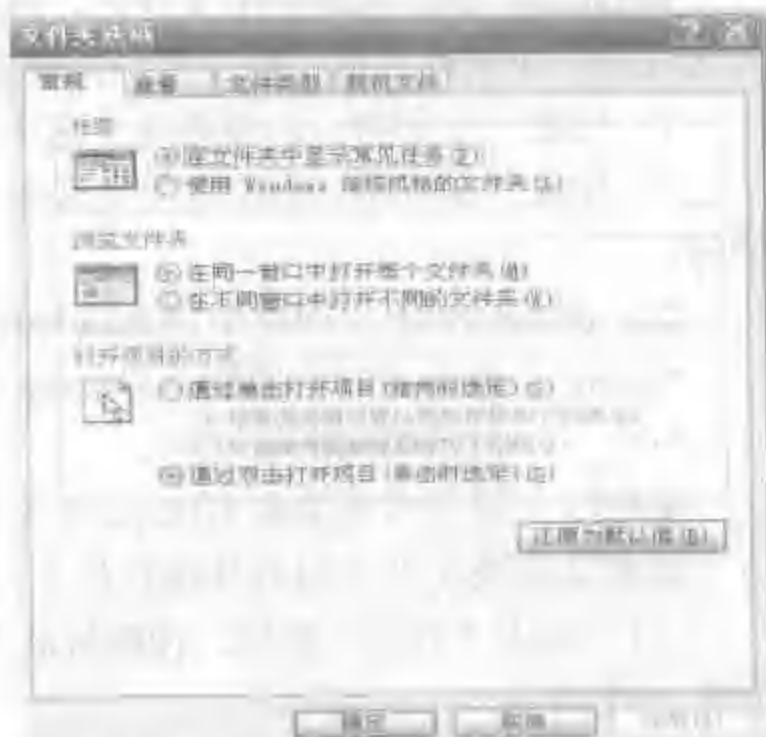 文件夹选项
常规 查看 文件类型 脱机文件
任务
在文件夹中显示常见任务(E)
使用 Windows 传统风格的文件夹(L)
浏览文件夹
在同一窗口中打开每个文件夹(M)
在不同窗口中打开不同的文件夹(W)
打开项目的方式
通过单击打开项目(指向时选定)(S)
通过双击打开项目(单击时选定)(D)
还原为默认值(R)
确定 取消